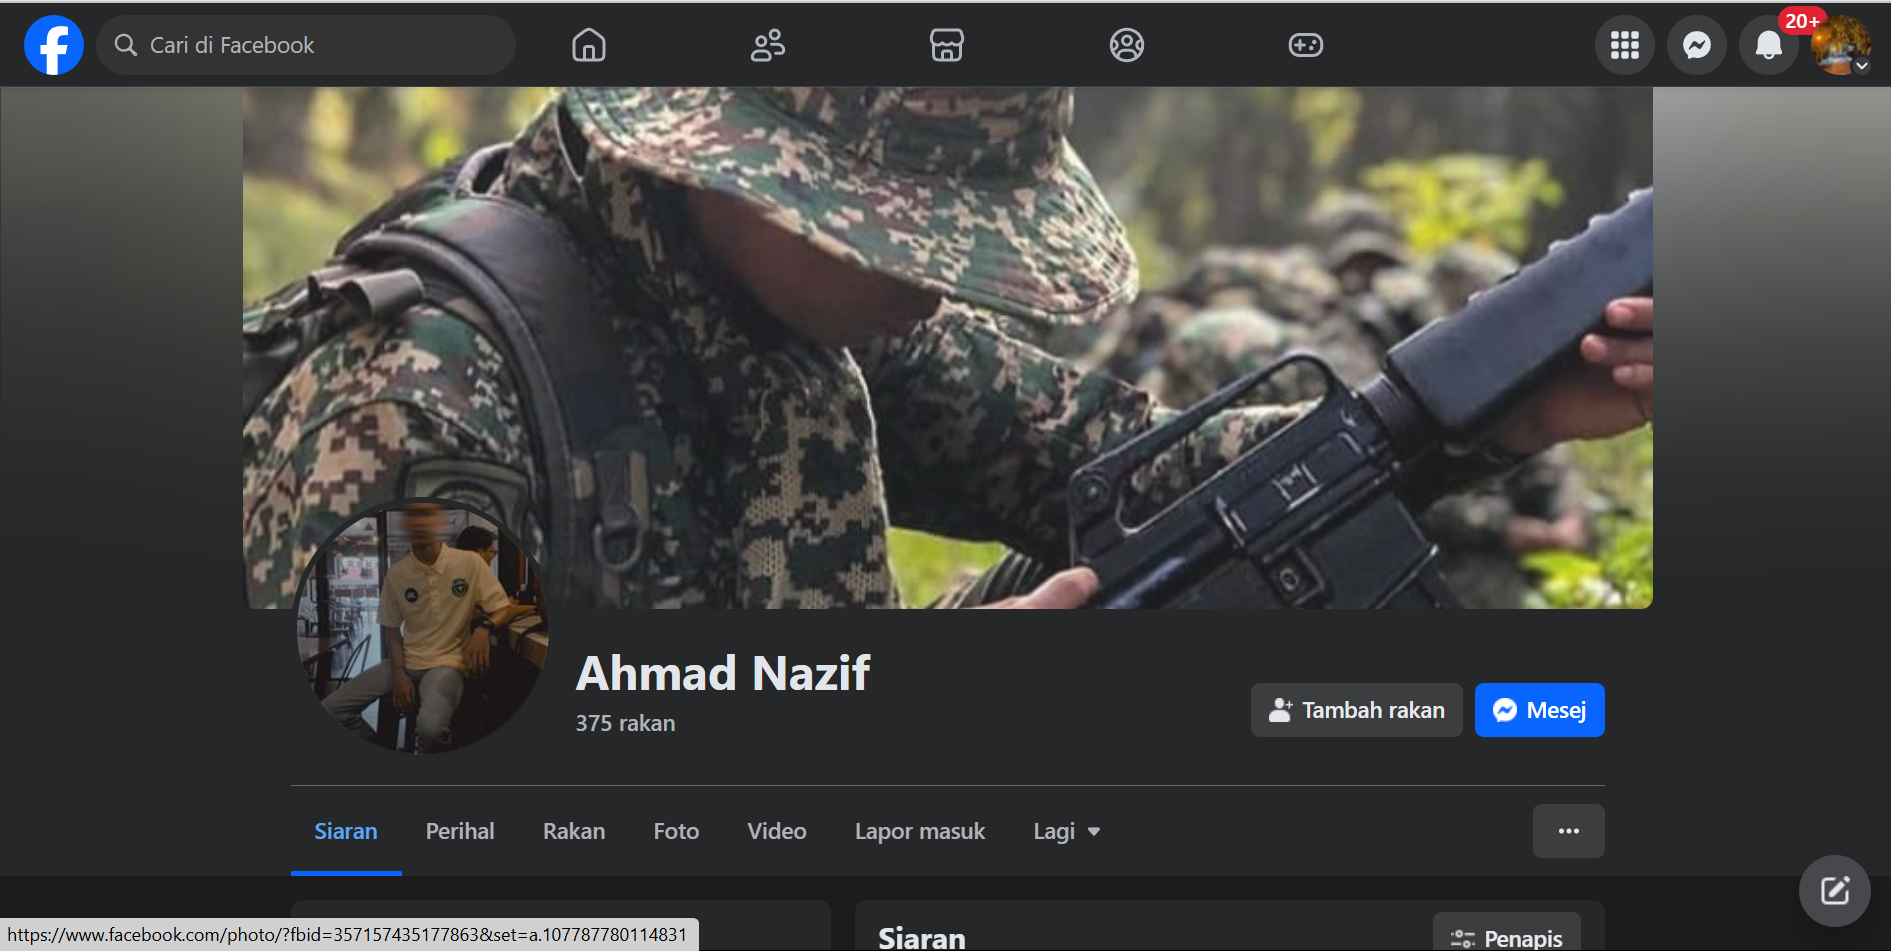 Cari di Facebook
20+
Ahmad Nazif
375 rakan
Tambah rakan
Mesej
Siaran
Perihal
Rakan
Foto
Video
Lapor masuk
Lagi
Siaran
Penapis
https://www.facebook.com/photo/?fbid=357157435177863&set=a.107787780114831